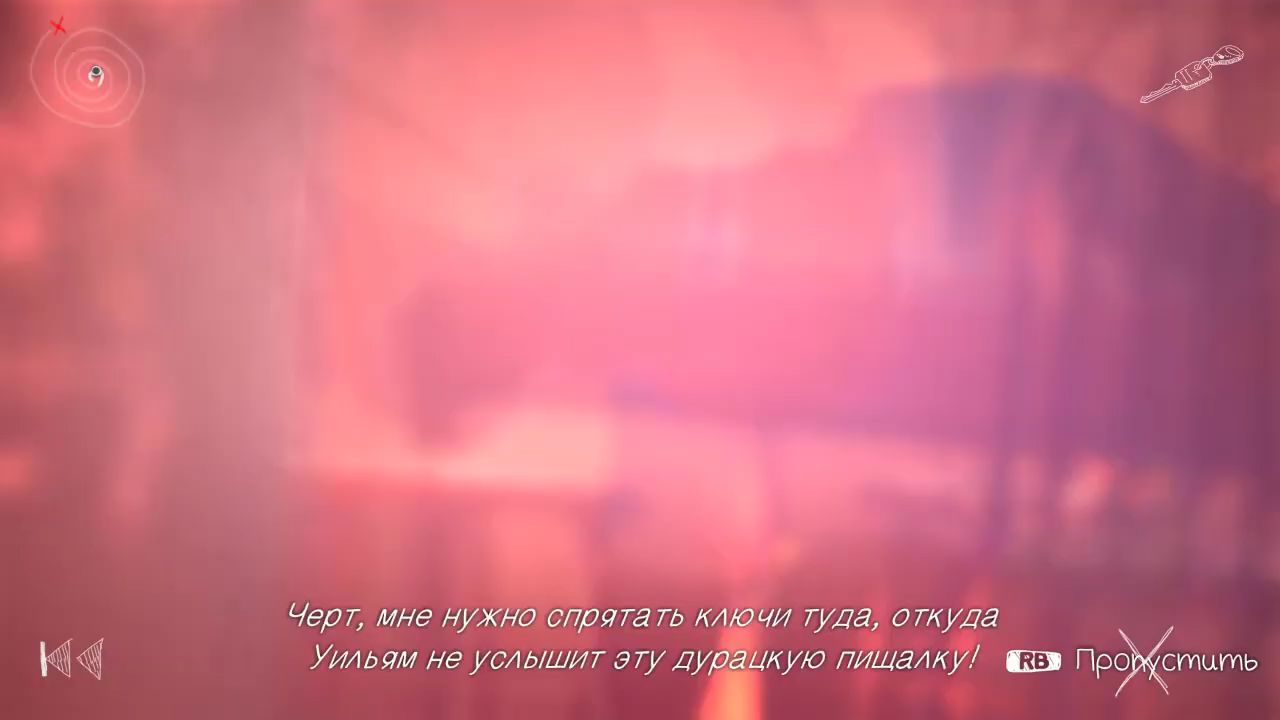 Черт, мне нужно спрятать ключи туда, откуда
Уильям не услышит эту дурацкую пищалку!
RB Пропустить